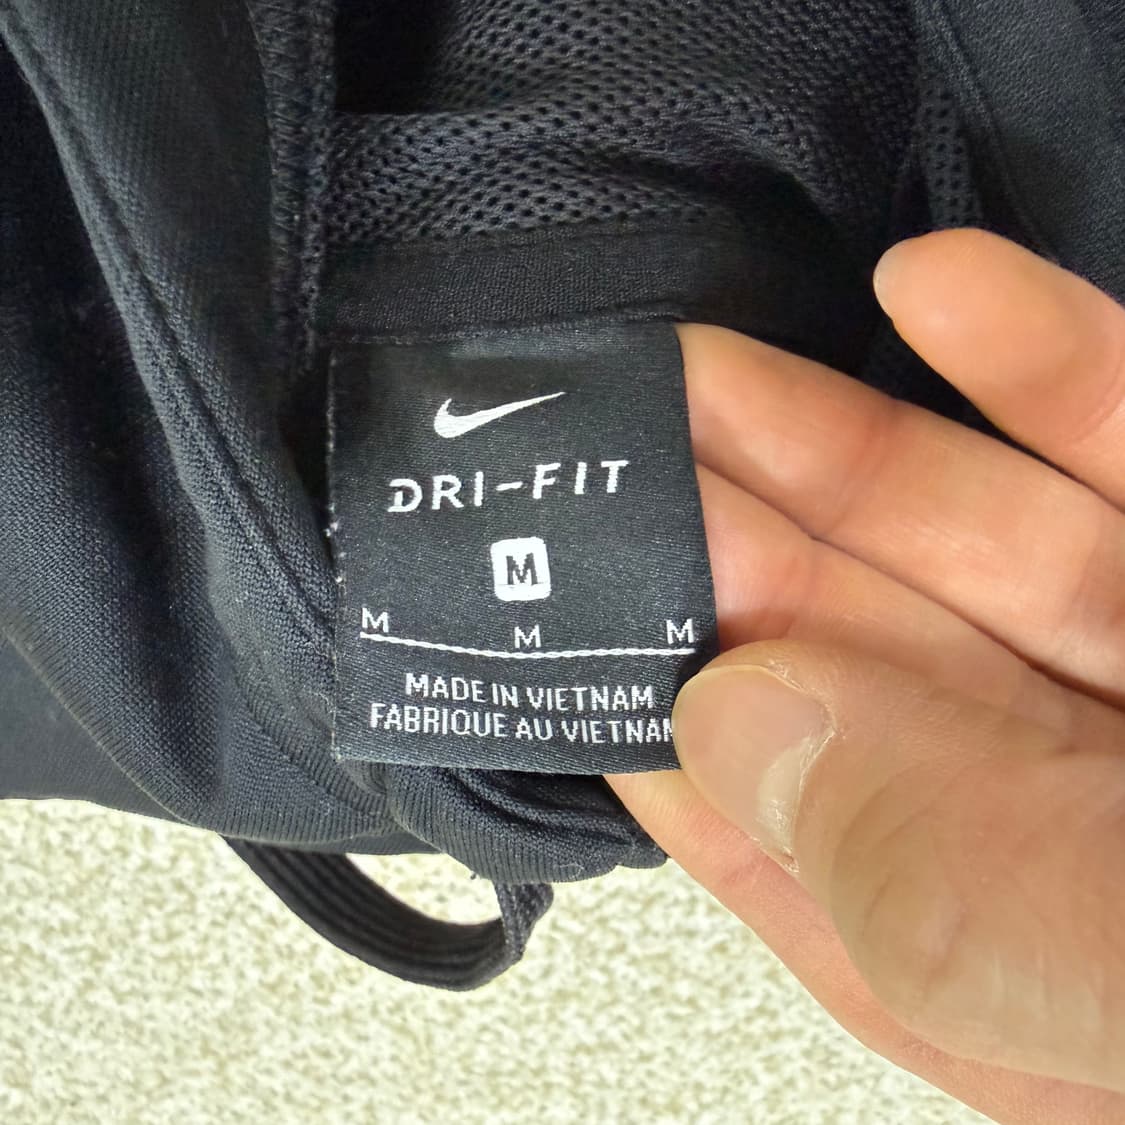 DRI-FIT
M
M M M
MADE IN VIETNAM
FABRIQUE AU VIETNAM